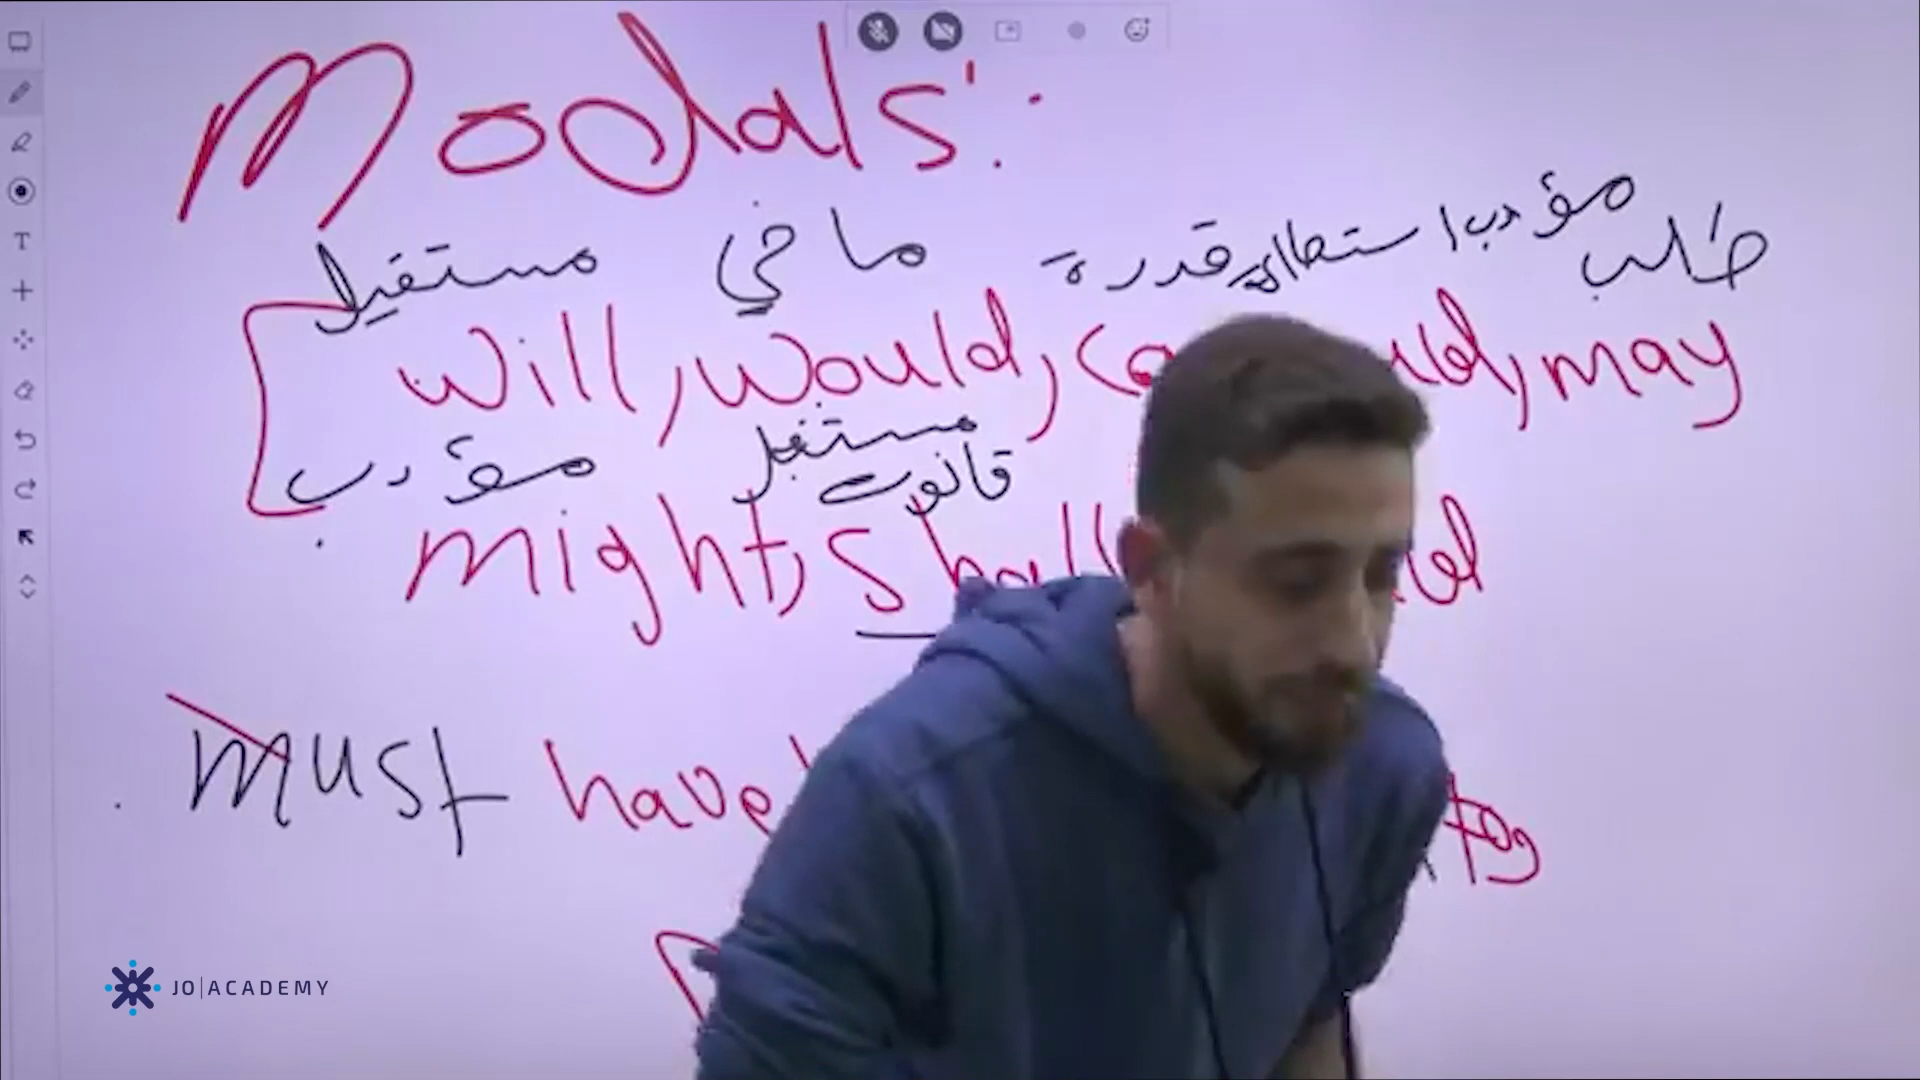 Modals:
مستقبل ماضي قدرة استطاعة مؤدب طلب
will, would, may
مؤدب مستقبل
قانون
might, shall
must have to
JO|ACADEMY